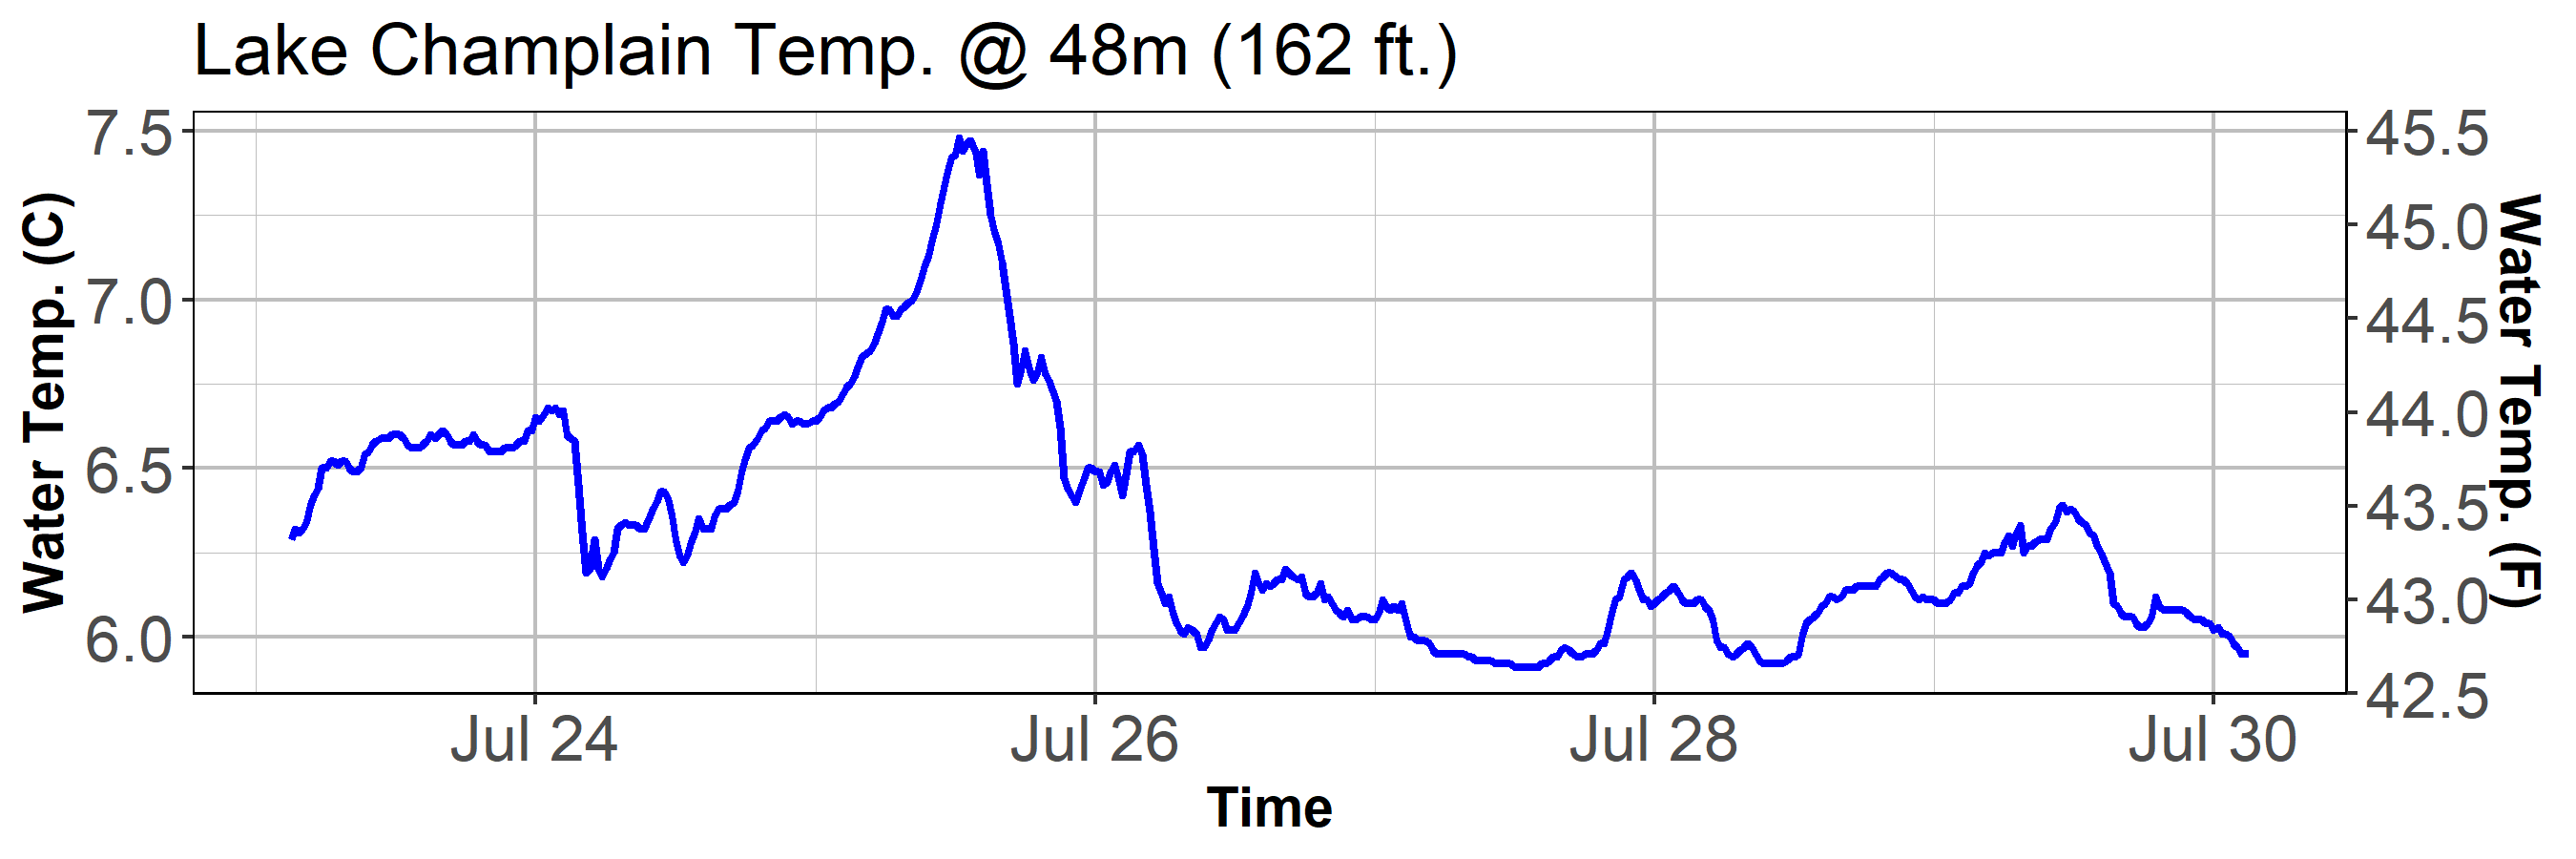 Lake Champlain Temp. @ 48m (162 ft.)
Water Temp. (C)
7.5
7.0
6.5
6.0
45.5
45.0
44.5
44.0
43.5
43.0
42.5
Water Temp. (F)
Jul 24 Jul 26 Jul 28 Jul 30
Time